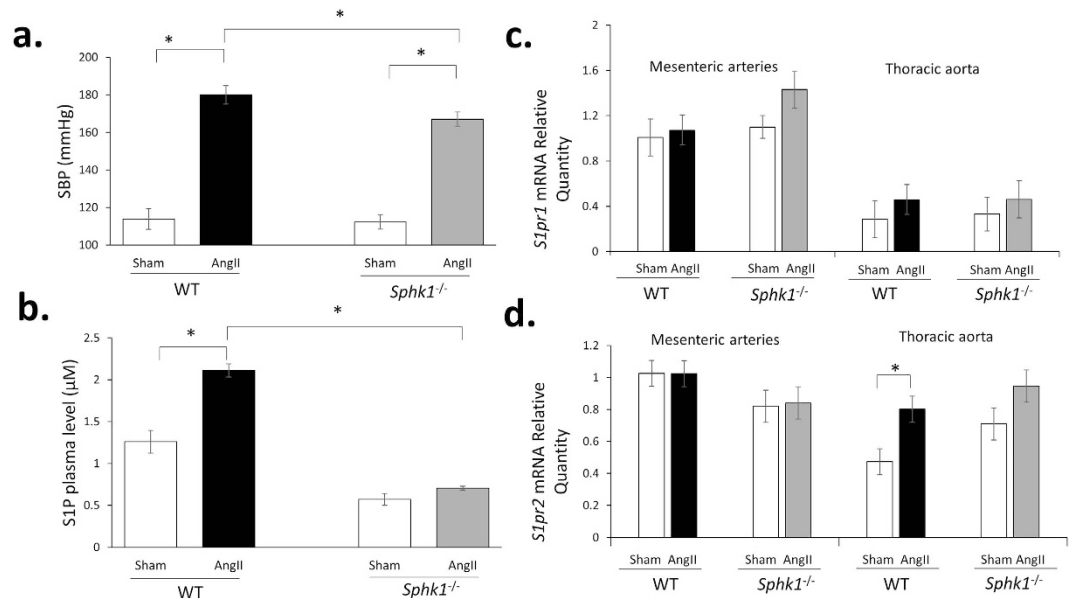 a.
*
*
*
200
180
160
140
120
100
SBP (mmHg)
Sham
AngII
Sham
AngII
WT
Sphk1-/-
b.
*
*
2.5
2
1.5
1
0.5
0
S1P plasma level (µM)
Sham
AngII
Sham
AngII
WT
Sphk1-/-
c.
2
1.6
1.2
0.8
0.4
0
S1pr1 mRNA Relative
Quantity
Mesenteric arteries
Thoracic aorta
Sham AngII
Sham AngII
Sham AngII
Sham AngII
WT
Sphk1-/-
WT
Sphk1-/-
d.
1.2
1
0.8
0.6
0.4
0.2
0
S1pr2 mRNA Relative
Quantity
Mesenteric arteries
Thoracic aorta
*
Sham AngII
Sham AngII
Sham AngII
Sham AngII
WT
Sphk1-/-
WT
Sphk1-/-